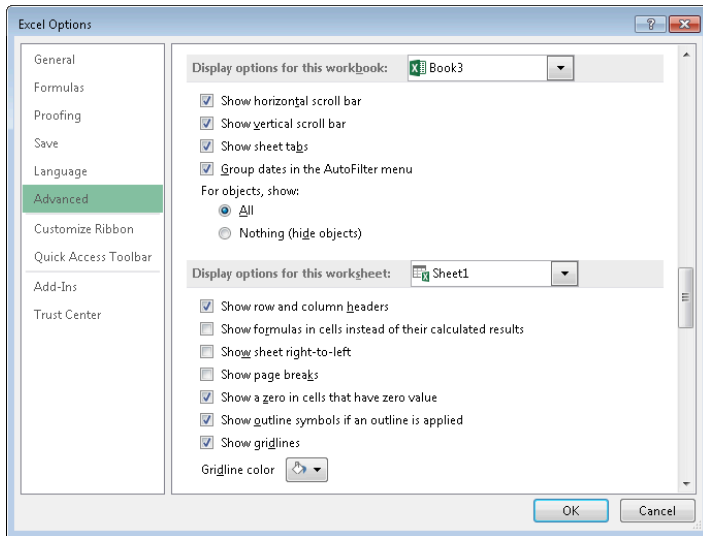 Excel Options
General
Formulas
Proofing
Save
Language
Advanced
Customize Ribbon
Quick Access Toolbar
Add-Ins
Trust Center
Display options for this workbook: Book3
Show horizontal scroll bar
Show vertical scroll bar
Show sheet tabs
Group dates in the AutoFilter menu
For objects, show:
All
Nothing (hide objects)
Display options for this worksheet: Sheet1
Show row and column headers
Show formulas in cells instead of their calculated results
Show sheet right-to-left
Show page breaks
Show a zero in cells that have zero value
Show outline symbols if an outline is applied
Show gridlines
Gridline color
OK Cancel